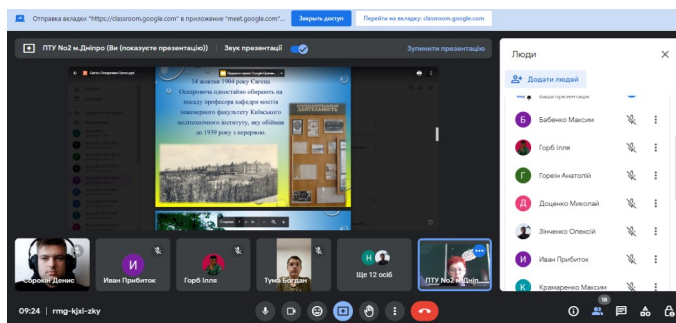 Отправка вкладки "https://classroom.google.com" в приложение "meet.google.com"...
Закрыть доступ
Перейти на вкладку: classroom.google.com
ПТУ No2 м.Дніпро (Ви (показуєте презентацію))
Звук презентації
Зупинити презентацію
14 жовтня 1904 року Євгена
Оскаровича одностайно обирають на
посаду професора кафедри мостів
інженерного факультету Київського
політехнічного інституту, яку обіймав
до 1939 року з перервою.
ДЕЯТЕЛЬНОСТЬ
Сорокін Денис
И
Иван Прибиток
Горб Ілля
Тума Богдан
Н
Ще 12 осіб
ПТУ No2 м.Дніп...
09:24 | rmg-kjxi-zky
Люди
Додати людей
Ваша презентація
Б
Бабенко Максим
Горб Ілля
Г
Гореін Анатолій
Д
Доценко Миколай
Зінченко Олексій
И
Иван Прибиток
К
Крамаренко Максим
18